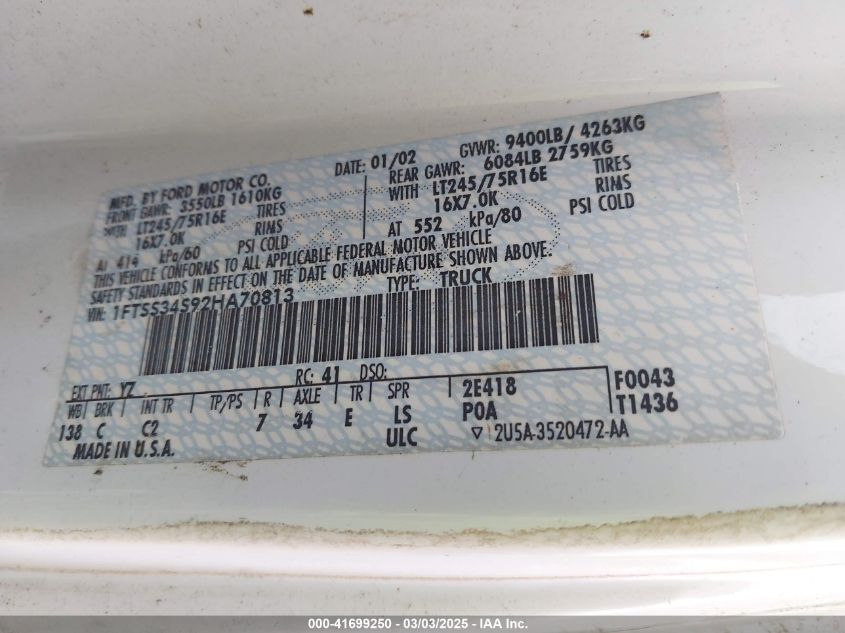 MFD. BY FORD MOTOR CO.
DATE: 01/02
GVWR: 9400LB/ 4263KG
FRONT GAWR: 3550LB 1610KG
REAR GAWR: 6084LB 2759KG
WITH LT245/75R16E TIRES
WITH LT245/75R16E TIRES
16X7.0K RIMS
16X7.0K RIMS
AT 414 kPa/60 PSI COLD
AT 552 kPa/80 PSI COLD
THIS VEHICLE CONFORMS TO ALL APPLICABLE FEDERAL MOTOR VEHICLE
SAFETY STANDARDS IN EFFECT ON THE DATE OF MANUFACTURE SHOWN ABOVE.
VIN: 1FTSS34S92HA70813
TYPE: TRUCK
EXT PNT: YZ RC: 41 DSO:
WB BRK INT TR TP/PS R AXLE TR SPR
138 C C2 7 34 E LS
ULC
2E418
P0A
F0043
T1436
MADE IN U.S.A.
▽ 12U5A-3520472-AA
000-41699250 - 03/03/2025 - IAA Inc.